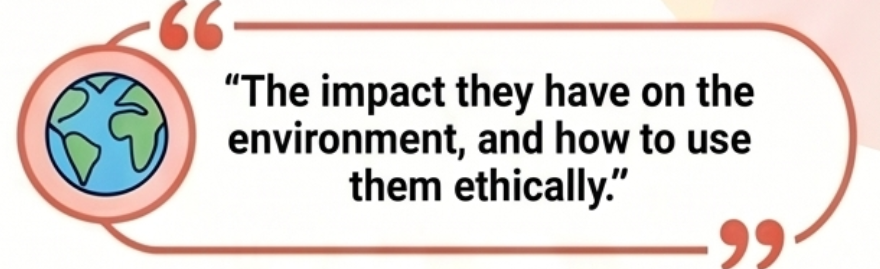 “The impact they have on the
environment, and how to use
them ethically.”